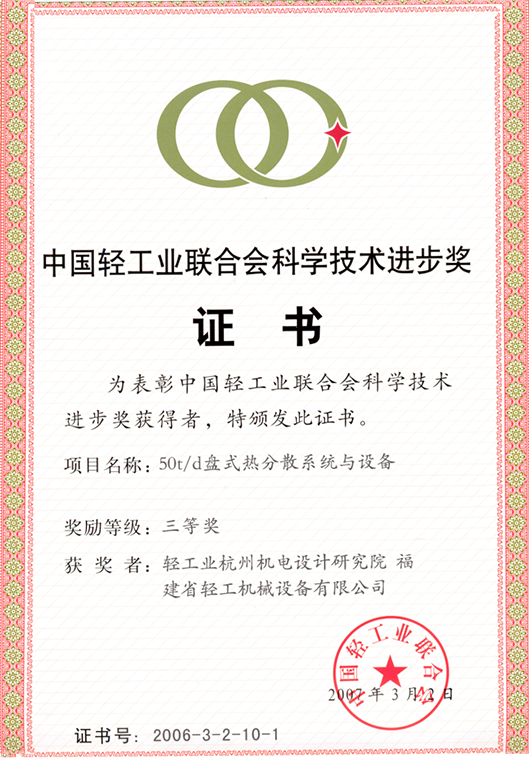 中国轻工业联合会科学技术进步奖
证 书
为表彰中国轻工业联合会科学技术
进步奖获得者，特颁发此证书。
项目名称：50t/d盘式热分散系统与设备
奖励等级：三等奖
获 奖 者：轻工业杭州机电设计研究院 福
建省轻工机械设备有限公司
中国轻工业联合会
2007年3月2日
证书号：2006-3-2-10-1